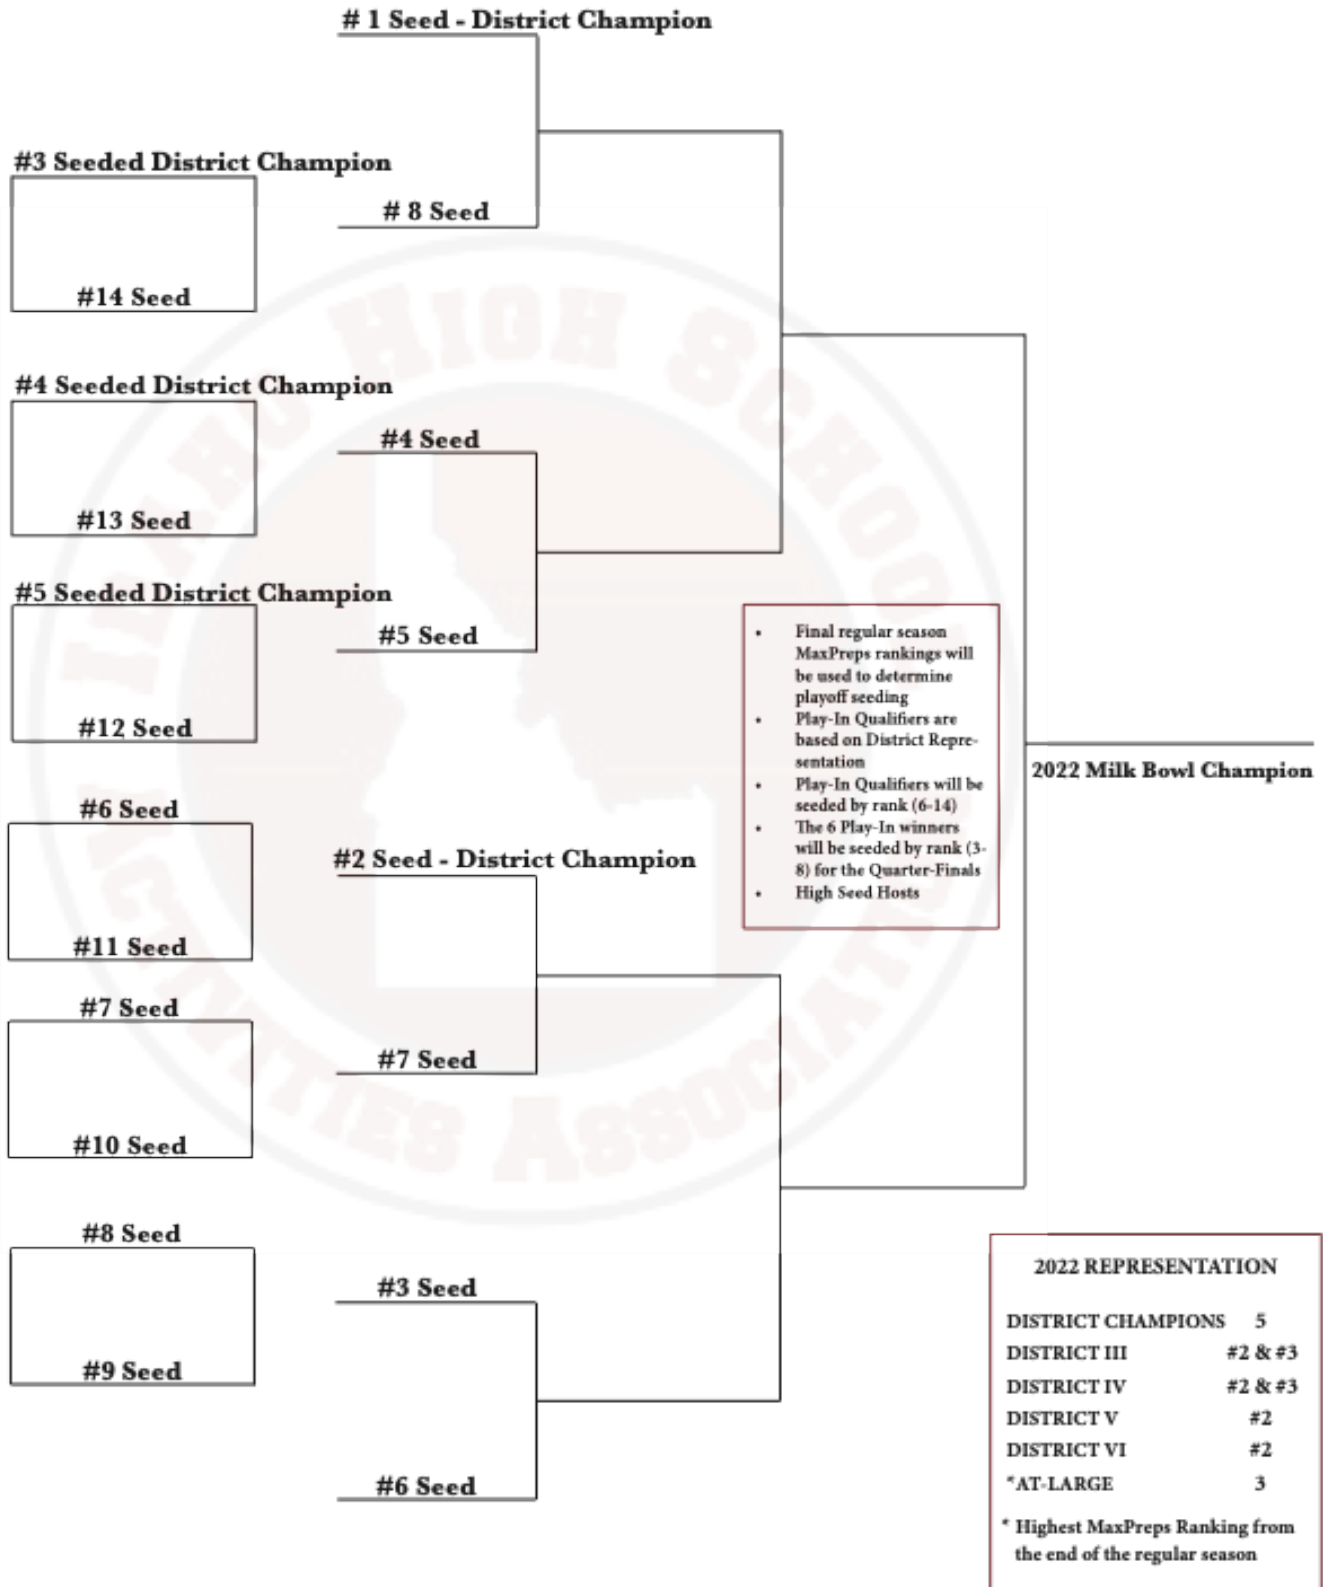 # 1 Seed - District Champion
#3 Seeded District Champion
# 8 Seed
#14 Seed
#4 Seeded District Champion
#4 Seed
#13 Seed
#5 Seeded District Champion
#5 Seed
#12 Seed
• Final regular season
MaxPreps rankings will
be used to determine
playoff seeding
• Play-In Qualifiers are
based on District Repre-
sentation
• Play-In Qualifiers will be
seeded by rank (6-14)
• The 6 Play-In winners
will be seeded by rank (3-
8) for the Quarter-Finals
• High Seed Hosts
2022 Milk Bowl Champion
#6 Seed
#2 Seed - District Champion
#11 Seed
#7 Seed
#7 Seed
#10 Seed
#8 Seed
#3 Seed
#9 Seed
#6 Seed
2022 REPRESENTATION
DISTRICT CHAMPIONS 5
DISTRICT III #2 & #3
DISTRICT IV #2 & #3
DISTRICT V #2
DISTRICT VI #2
*AT-LARGE 3
* Highest MaxPreps Ranking from
the end of the regular season
IDAHO HIGH SCHOOL
ACTIVITIES ASSOCIATION